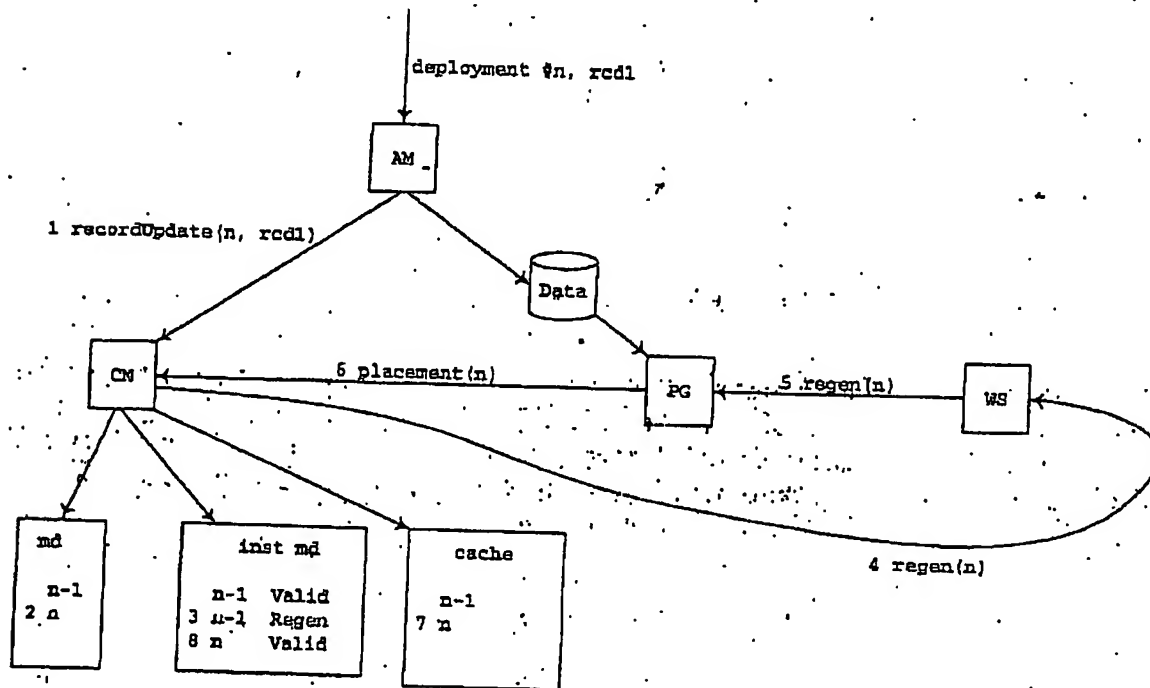 deployment #n, rcd1
AM
1 recordUpdate(n, rcd1)
Data
CM
6 placement(n)
PG
5 regen(n)
WS
md
n-1
2 n
inst md
n-1 Valid
3 n-1 Regen
8 n Valid
cache
n-1
7 n
4 regen(n)